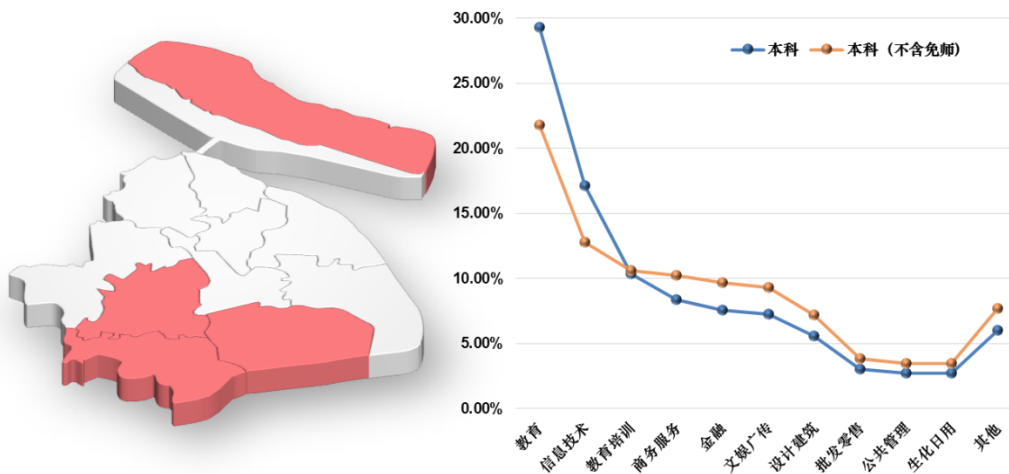 30.00%
25.00%
20.00%
15.00%
10.00%
5.00%
0.00%
本科 本科（不含免师)
教育
信息技术
教育培训
商务服务
金融
文娱广传
设计建筑
批发零售
公共管理
生化日用
其他